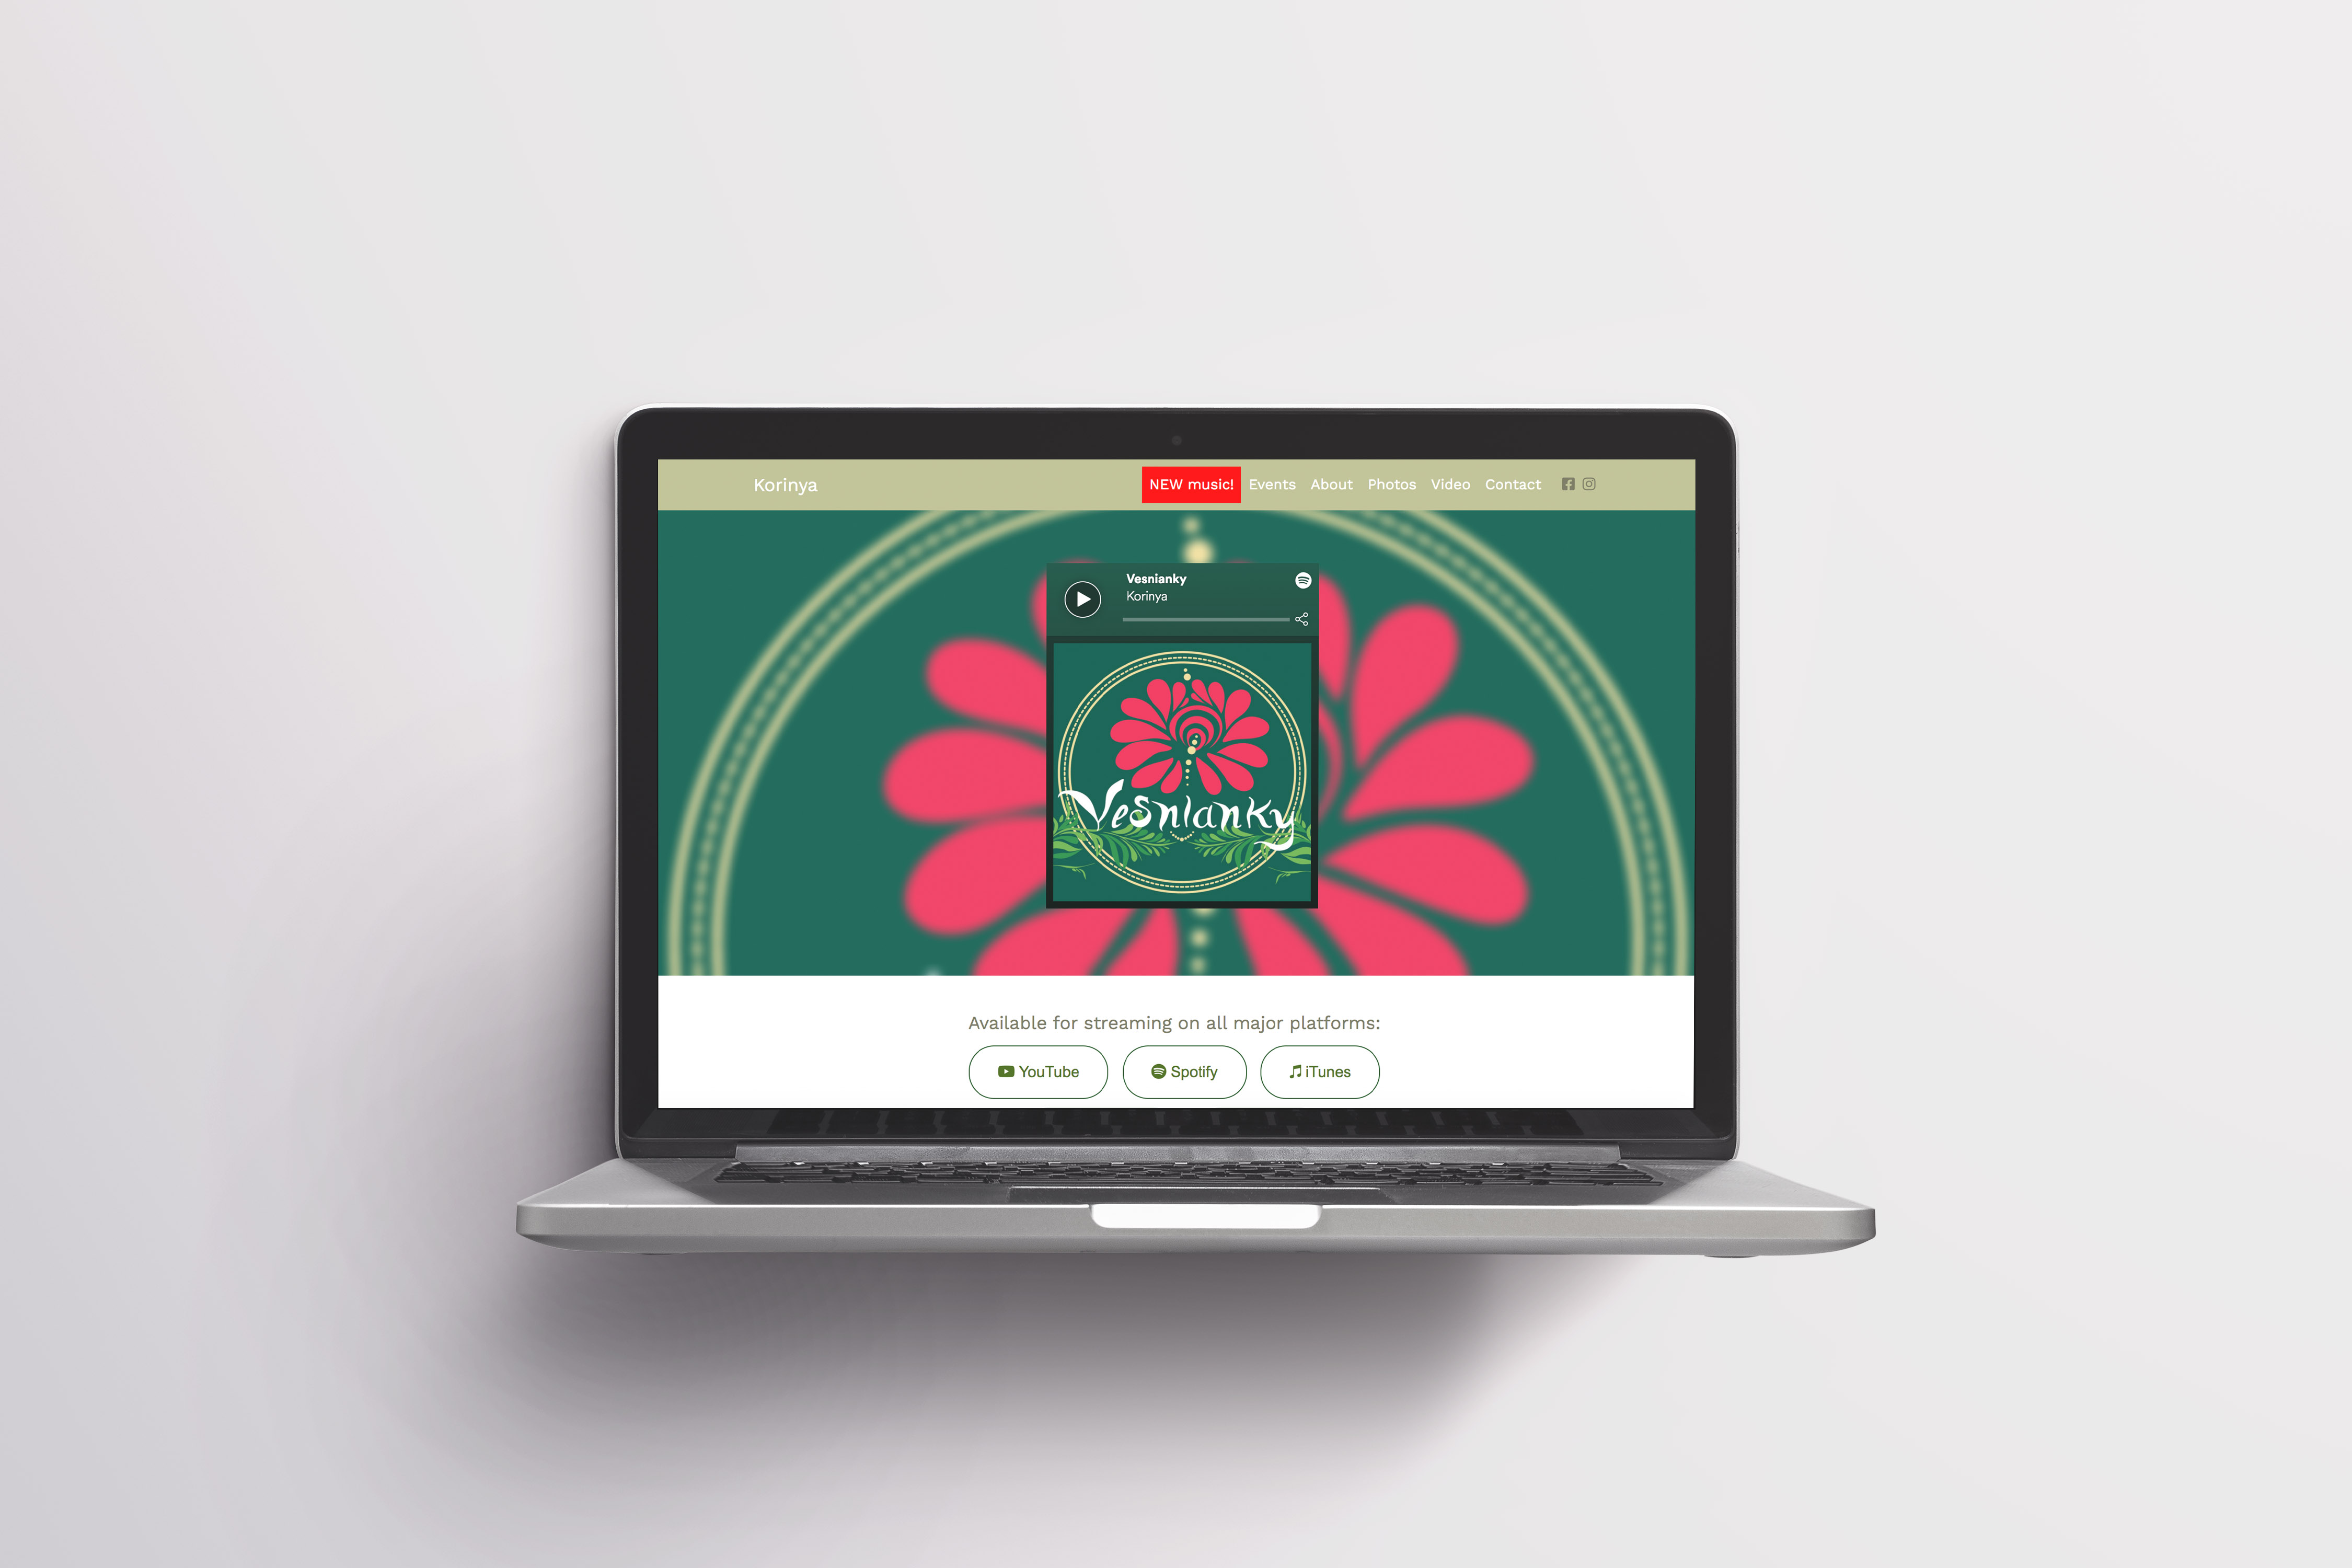 Korinya
NEW music! Events About Photos Video Contact
Vesnianky
Korinya
Vesnianky
Available for streaming on all major platforms:
YouTube Spotify iTunes